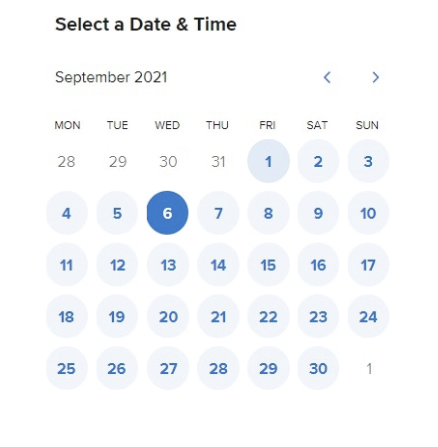 Select a Date & Time
September 2021
MON TUE WED THU FRI SAT SUN
28 29 30 31 1 2 3
4 5 6 7 8 9 10
11 12 13 14 15 16 17
18 19 20 21 22 23 24
25 26 27 28 29 30 1